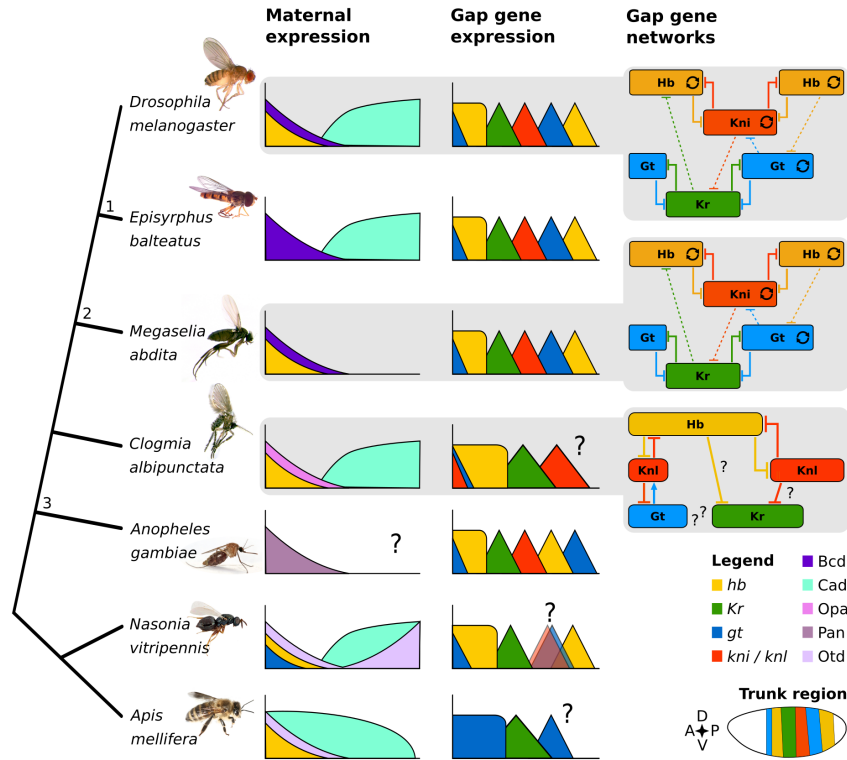 Maternal
expression
Gap gene
expression
Gap gene
networks
Drosophila
melanogaster
Hb
Hb
Kni
Gt
Gt
Kr
1
Episyrphus
balteatus
2
Megaselia
abdita
Hb
Hb
Kni
Gt
Gt
Kr
Clogmia
albipunctata
?
Hb
Knl
?
Knl
?
Gt
? ?
Kr
3
Anopheles
gambiae
?
Legend
hb
Kr
gt
kni / knl
Bcd
Cad
Opa
Pan
Otd
Nasonia
vitripennis
?
Apis
mellifera
?
Trunk region
D
A P
V